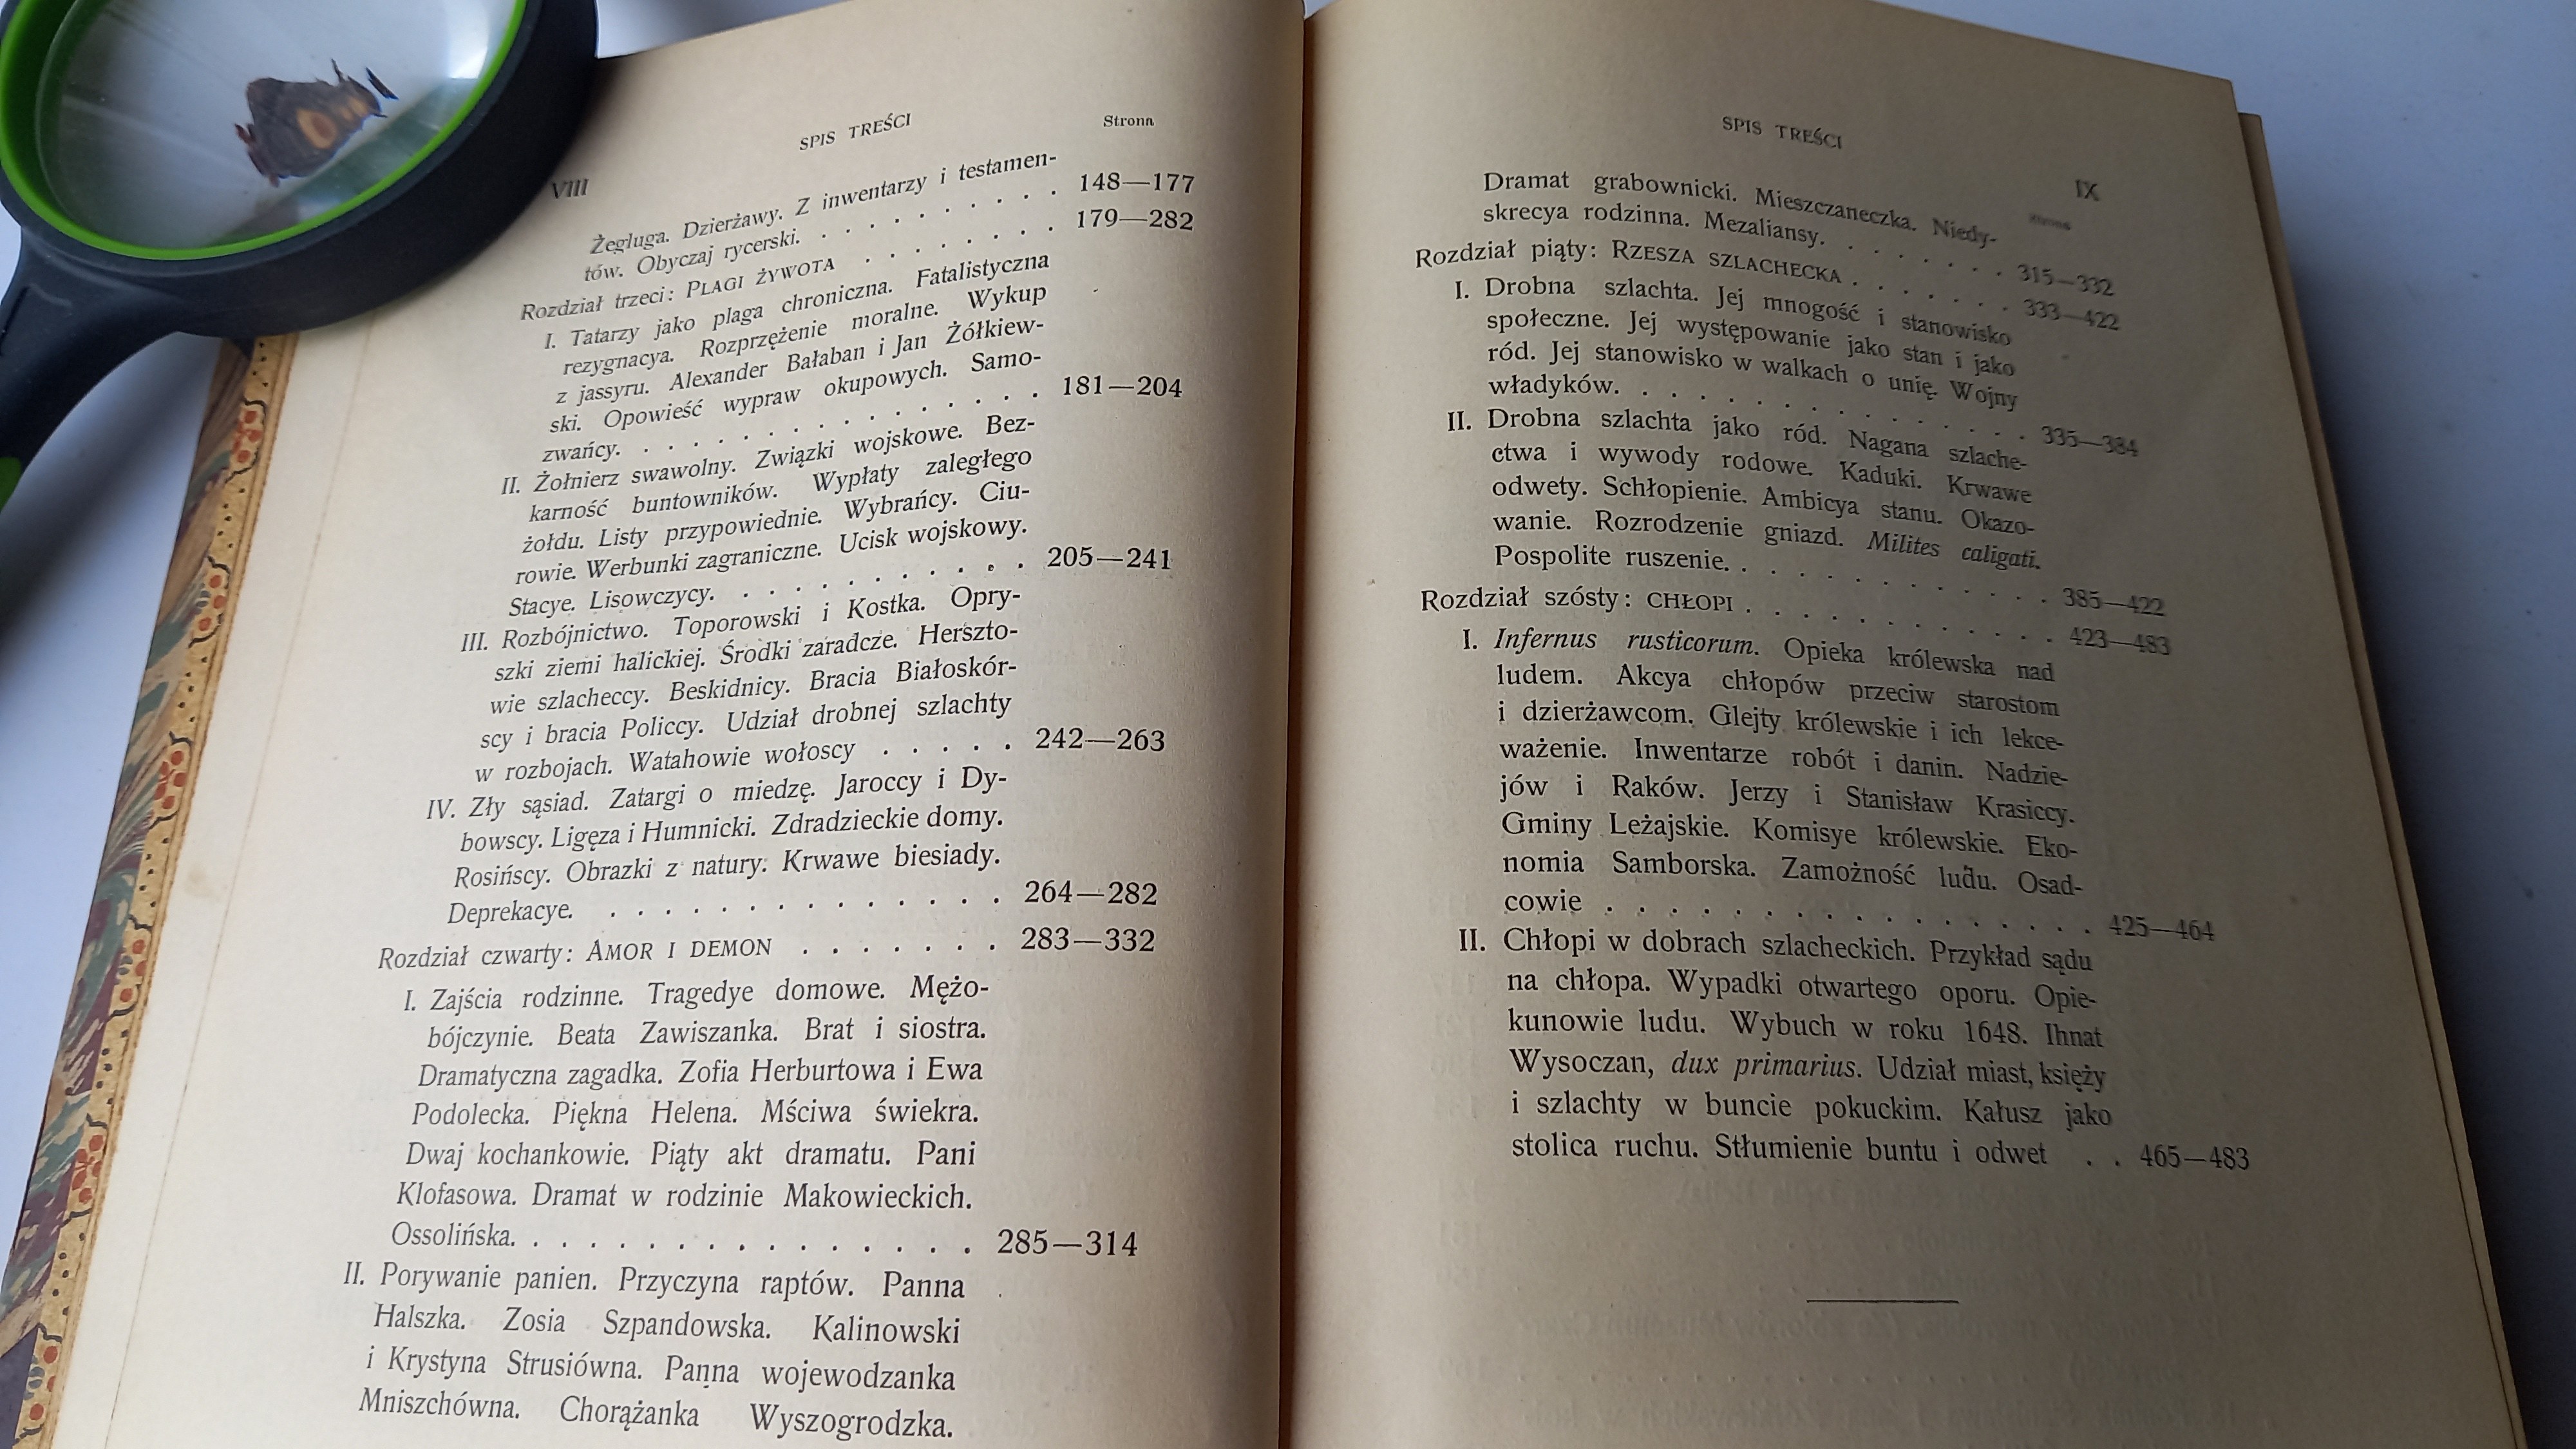 VIII
SPIS TREŚCI
Strona
Żegluga. Dzierżawy. Z inwentarzy i testamen-
tów. Obyczaj rycerski. . . . . . . . . . 148—177
Rozdział trzeci: PLAGI ŻYWOTA . . . . . . . 179—282
I. Tatarzy jako plaga chroniczna. Fatalistyczna
rezygnacya. Rozprzężenie moralne. Wykup
z jassyru. Alexander Bałaban i Jan Żółkiew-
ski. Opowieść wypraw okupowych. Samo-
zwańcy. . . . . . . . . . . . . . . . 181—204
II. Żołnierz swawolny. Związki wojskowe. Bez-
karność buntowników. Wypłaty zaległego
żołdu. Listy przypowiednie. Wybrańcy. Ciu-
rowie. Werbunki zagraniczne. Ucisk wojskowy.
Stacye. Lisowczycy. . . . . . . . . . . . 205—241
III. Rozbójnictwo. Toporowski i Kostka. Opry-
szki ziemi halickiej. Środki zaradcze. Herszto-
wie szlacheccy. Beskidnicy. Bracia Białoskór-
scy i bracia Policcy. Udział drobnej szlachty
w rozbojach. Watahowie wołoscy . . . . . 242—263
IV. Zły sąsiad. Zatargi o miedzę. Jaroccy i Dy-
bowscy. Ligęza i Humnicki. Zdradzieckie domy.
Rosińscy. Obrazki z natury. Krwawe biesiady.
Deprekacye. . . . . . . . . . . . . . . . 264—282
Rozdział czwarty: AMOR I DEMON . . . . . . . 283—332
I. Zajścia rodzinne. Tragedye domowe. Mężo-
bójczynie. Beata Zawiszanka. Brat i siostra.
Dramatyczna zagadka. Zofia Herburtowa i Ewa
Podolecka. Piękna Helena. Mściwa świekra.
Dwaj kochankowie. Piąty akt dramatu. Pani
Klofasowa. Dramat w rodzinie Makowieckich.
Ossolińska. . . . . . . . . . . . . . . . . 285—314
II. Porywanie panien. Przyczyna raptów. Panna
Halszka. Zosia Szpandowska. Kalinowski
i Krystyna Strusiówna. Panna wojewodzanka
Mniszchówna. Chorążanka Wyszogrodzka.
SPIS TREŚCI
IX
Strona
Dramat grabownicki. Mieszczaneczka. Niedy-
skrecya rodzinna. Mezaliansy. . . . . . . . 315—332
Rozdział piąty: RZESZA SZLACHECKA . . . . . . . 333—422
I. Drobna szlachta. Jej mnogość i stanowisko
społeczne. Jej występowanie jako stan i jako
ród. Jej stanowisko w walkach o unię. Wojny
władyków. . . . . . . . . . . . . . . . 335—384
II. Drobna szlachta jako ród. Nagana szlache-
ctwa i wywody rodowe. Kaduki. Krwawe
odwety. Schłopienie. Ambicya stanu. Okazo-
wanie. Rozrodzenie gniazd. Milites caligati.
Pospolite ruszenie. . . . . . . . . . . . . 385—422
Rozdział szósty: CHŁOPI . . . . . . . . . . . . 423—483
I. Infernus rusticorum. Opieka królewska nad
ludem. Akcya chłopów przeciw starostom
i dzierżawcom. Glejty królewskie i ich lekce-
ważenie. Inwentarze robót i danin. Nadzie-
jów i Raków. Jerzy i Stanisław Krasiccy.
Gminy Leżajskie. Komisye królewskie. Eko-
nomia Samborska. Zamożność ludu. Osad-
cowie . . . . . . . . . . . . . . . . . . 425—464
II. Chłopi w dobrach szlacheckich. Przykład sądu
na chłopa. Wypadki otwartego oporu. Opie-
kunowie ludu. Wybuch w roku 1648. Ihnat
Wysoczan, dux primarius. Udział miast, księży
i szlachty w buncie pokuckim. Kałusz jako
stolica ruchu. Stłumienie buntu i odwet . . 465—483